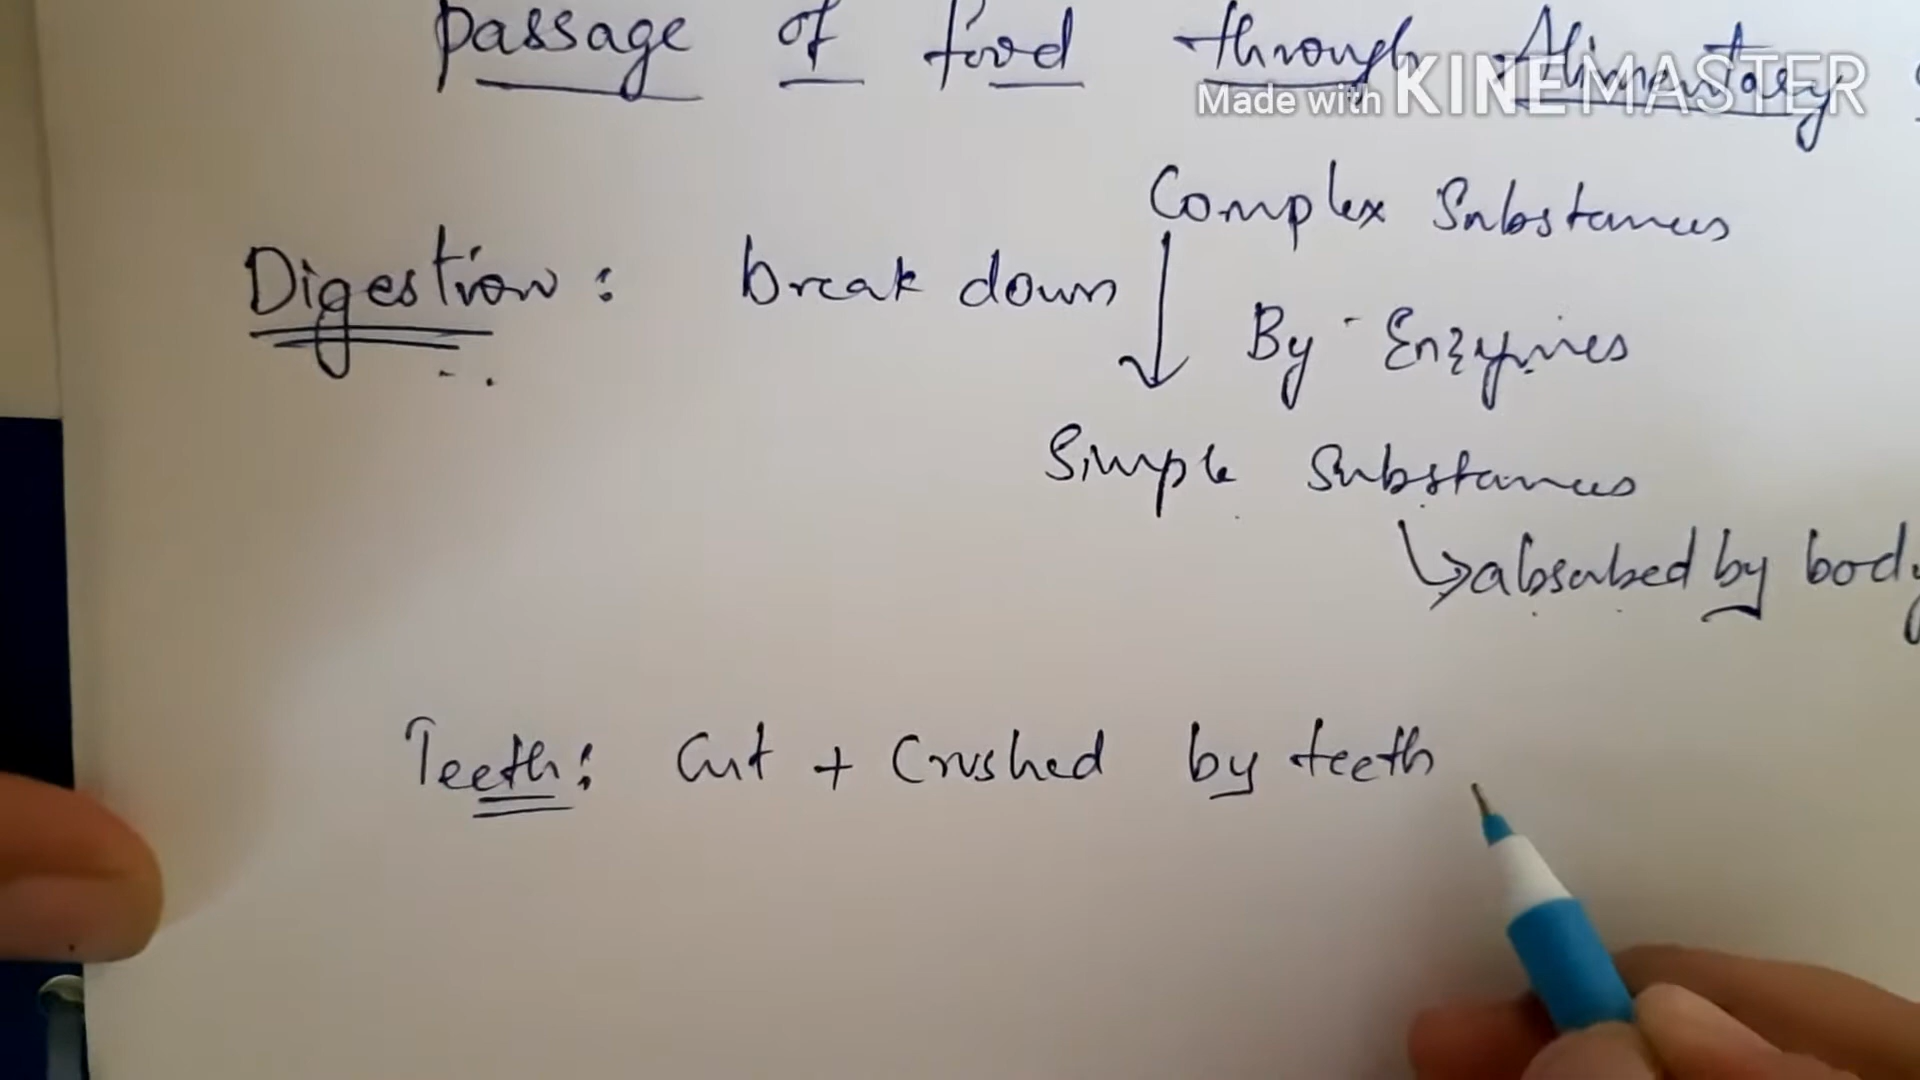 Passage of food through Alimentary
Made with KINEMASTER
Complex Substances
Digestion : break down
By Enzymes
Simple Substances
absorbed by body
Teeth : Cut + Crushed by teeth